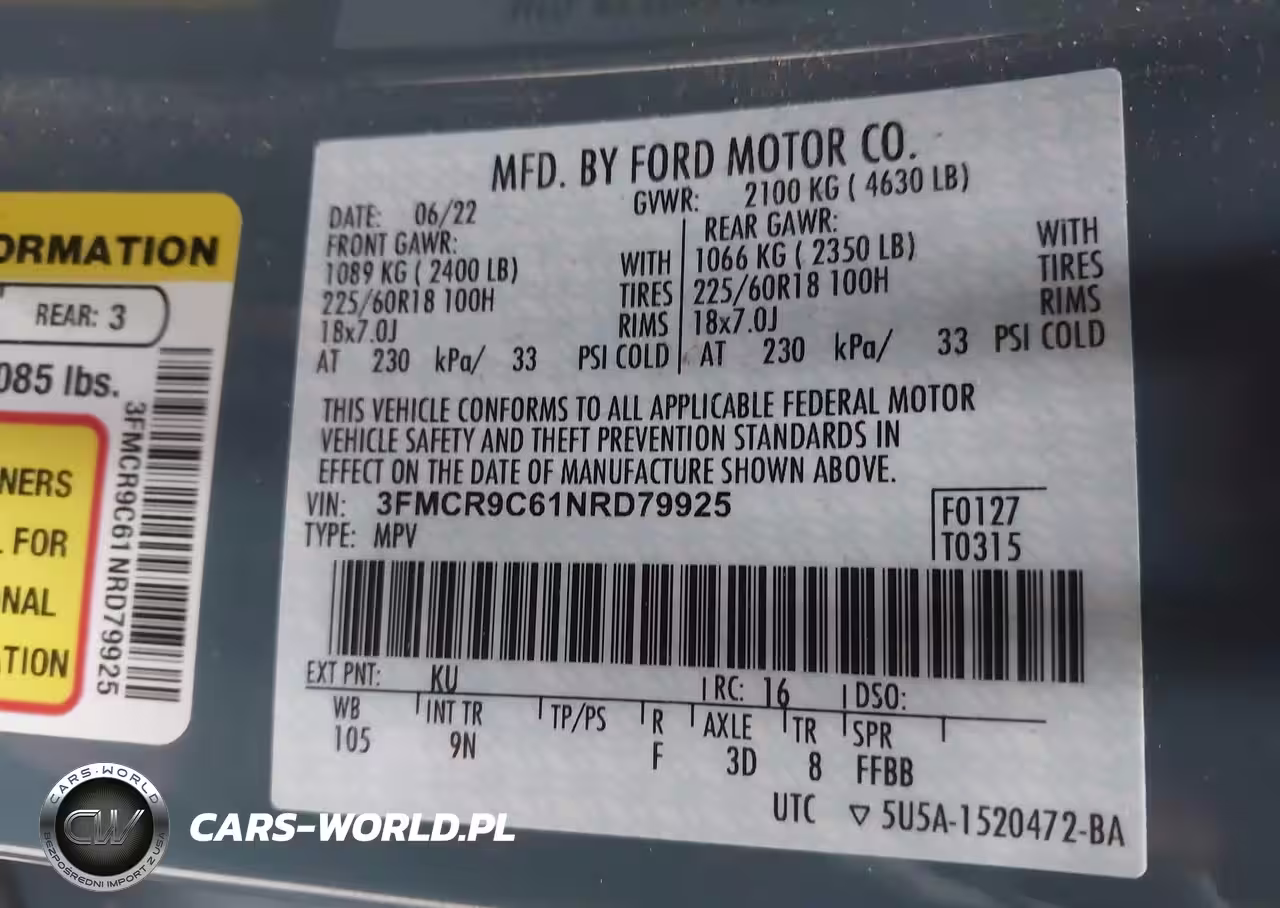 MFD. BY FORD MOTOR CO.
DATE: 06/22
GVWR: 2100 KG ( 4630 LB)
FRONT GAWR:
1089 KG ( 2400 LB) WITH
225/60R18 100H TIRES
18x7.0J RIMS
AT 230 kPa/ 33 PSI COLD
REAR GAWR:
1066 KG ( 2350 LB) WITH
225/60R18 100H TIRES
18x7.0J RIMS
AT 230 kPa/ 33 PSI COLD
THIS VEHICLE CONFORMS TO ALL APPLICABLE FEDERAL MOTOR
VEHICLE SAFETY AND THEFT PREVENTION STANDARDS IN
EFFECT ON THE DATE OF MANUFACTURE SHOWN ABOVE.
VIN: 3FMCR9C61NRD79925
TYPE: MPV
F0127
T0315
EXT PNT: KU RC: 16 DSO:
WB INT TR TP/PS R AXLE TR SPR
105 9N F 3D 8 FFBB
UTC ▽ 5U5A-1520472-BA
ORMATION
REAR: 3
085 lbs.
3FMCR9C61NRD79925
NERS
FOR
NAL
TION
CARS-WORLD
CW
BEZPOŚREDNI IMPORT Z USA
CARS-WORLD.PL